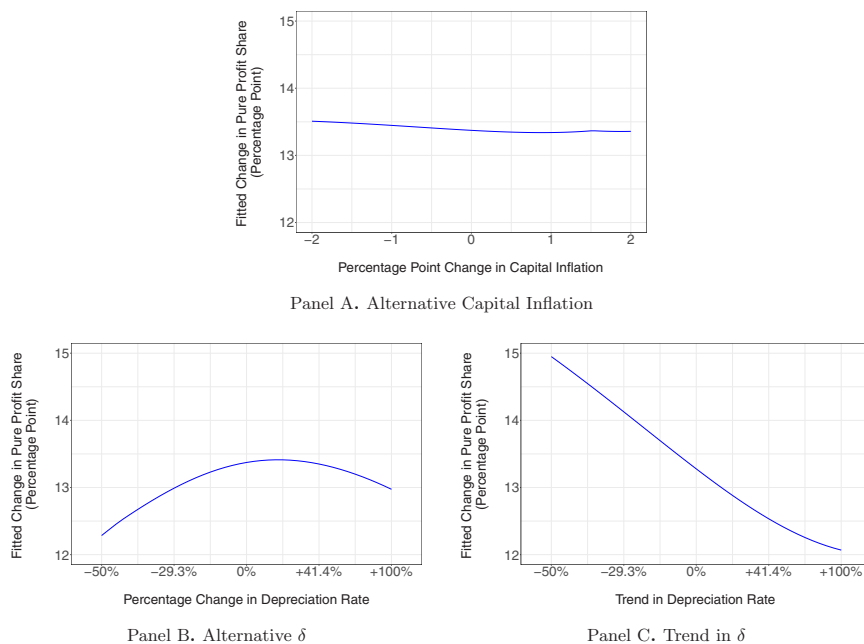 Fitted Change in Pure Profit Share
(Percentage Point)
15
14
13
12
−2
−1
0
1
2
Percentage Point Change in Capital Inflation
Panel A. Alternative Capital Inflation
Fitted Change in Pure Profit Share
(Percentage Point)
15
14
13
12
−50%
−29.3%
0%
+41.4%
+100%
Percentage Change in Depreciation Rate
Panel B. Alternative δ
Fitted Change in Pure Profit Share
(Percentage Point)
15
14
13
12
−50%
−29.3%
0%
+41.4%
+100%
Trend in Depreciation Rate
Panel C. Trend in δ